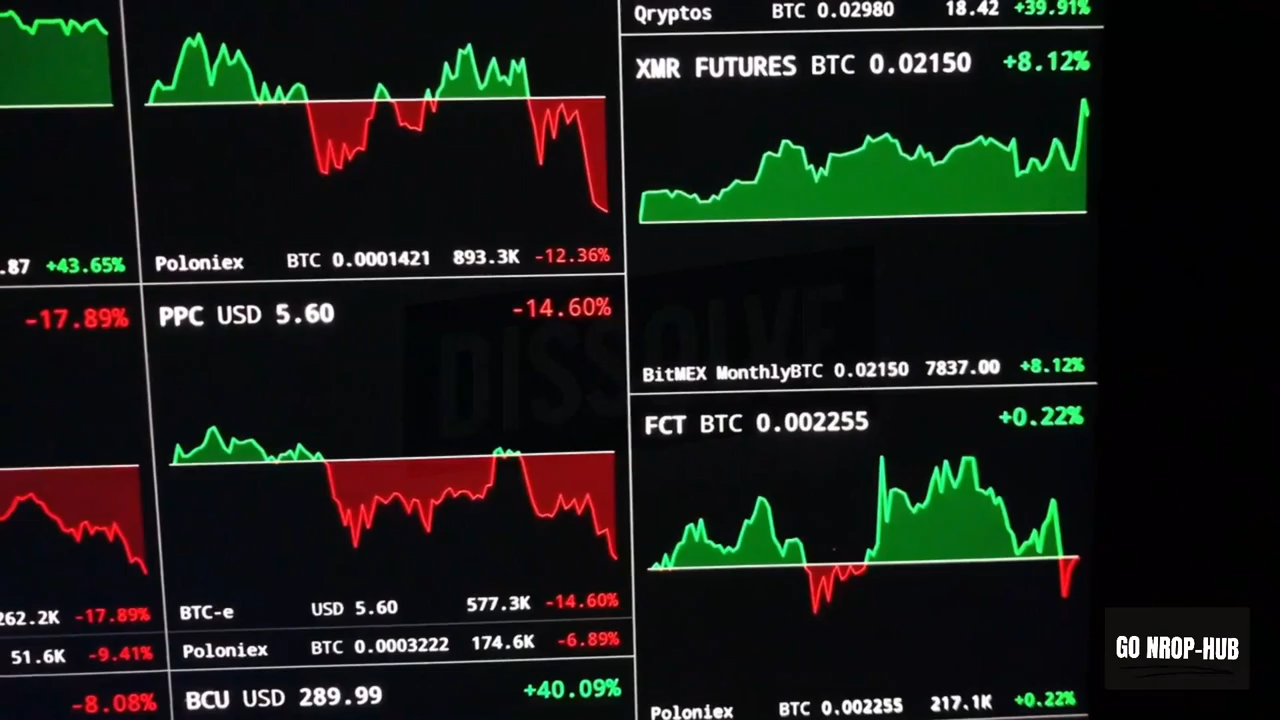 Qryptos BTC 0.02980 18.42 +39.91%
XMR FUTURES BTC 0.02150 +8.12%
.87 +43.65%
Poloniex BTC 0.0001421 893.3K -12.36%
-17.89%
PPC USD 5.60 -14.60%
DISSOLVE
BitMEX MonthlyBTC 0.02150 7837.00 +8.12%
FCT BTC 0.002255 +0.22%
262.2K -17.89%
BTC-e USD 5.60 577.3K -14.60%
51.6K -9.41%
Poloniex BTC 0.0003222 174.6K -6.89%
GO NROP-HUB
-8.08%
BCU USD 289.99 +40.09%
Poloniex BTC 0.002255 217.1K +0.22%